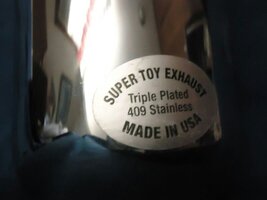 SUPER TOY EXHAUST
Triple Plated
409 Stainless
MADE IN USA